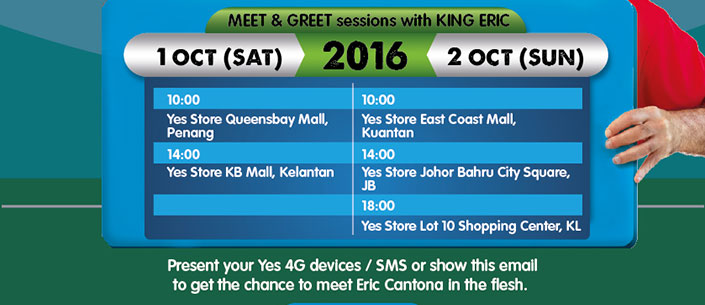 MEET & GREET sessions with KING ERIC
1 OCT (SAT) 2016 2 OCT (SUN)
10:00
Yes Store Queensbay Mall,
Penang
14:00
Yes Store KB Mall, Kelantan
10:00
Yes Store East Coast Mall,
Kuantan
14:00
Yes Store Johor Bahru City Square,
JB
18:00
Yes Store Lot 10 Shopping Center, KL
Present your Yes 4G devices / SMS or show this email
to get the chance to meet Eric Cantona in the flesh.